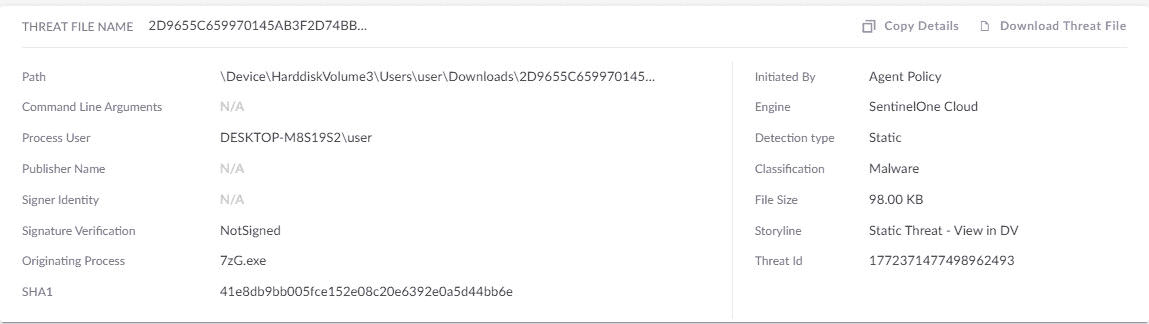 THREAT FILE NAME 2D9655C659970145AB3F2D74BB... Copy Details Download Threat File
Path \Device\HarddiskVolume3\Users\user\Downloads\2D9655C659970145... Initiated By Agent Policy
Command Line Arguments N/A Engine SentinelOne Cloud
Process User DESKTOP-M8S19S2\user Detection type Static
Publisher Name N/A Classification Malware
Signer Identity N/A File Size 98.00 KB
Signature Verification NotSigned Storyline Static Threat - View in DV
Originating Process 7zG.exe Threat Id 1772371477498962493
SHA1 41e8db9bb005fce152e08c20e6392e0a5d44bb6e